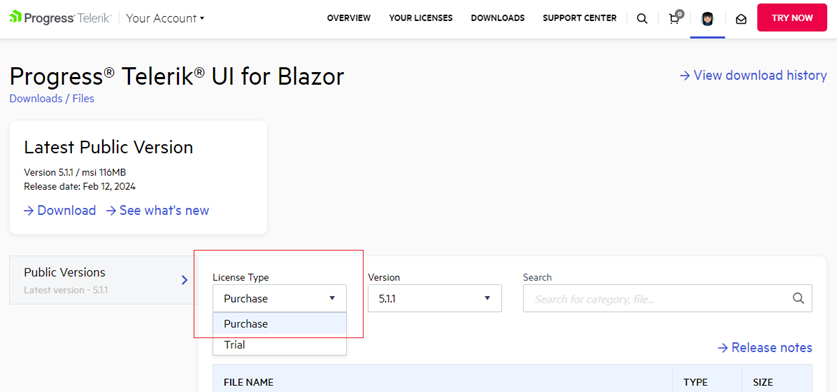 Progress® Telerik® Your Account OVERVIEW YOUR LICENSES DOWNLOADS SUPPORT CENTER 0 TRY NOW
Progress® Telerik® UI for Blazor
View download history
Downloads / Files
Latest Public Version
Version 5.1.1 / msi 116MB
Release date: Feb 12, 2024
Download See what's new
Public Versions
Latest version - 5.1.1
License Type Version Search
Purchase 5.1.1 Search for category, file...
Purchase
Trial
Release notes
FILE NAME TYPE SIZE